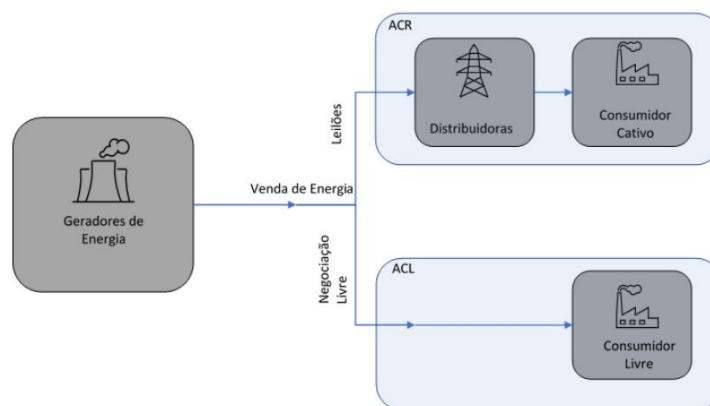 ACR
Distribuidoras
Consumidor
Cativo
Leilões
Geradores de
Energia
Venda de Energia
Negociação
Livre
ACL
Consumidor
Livre